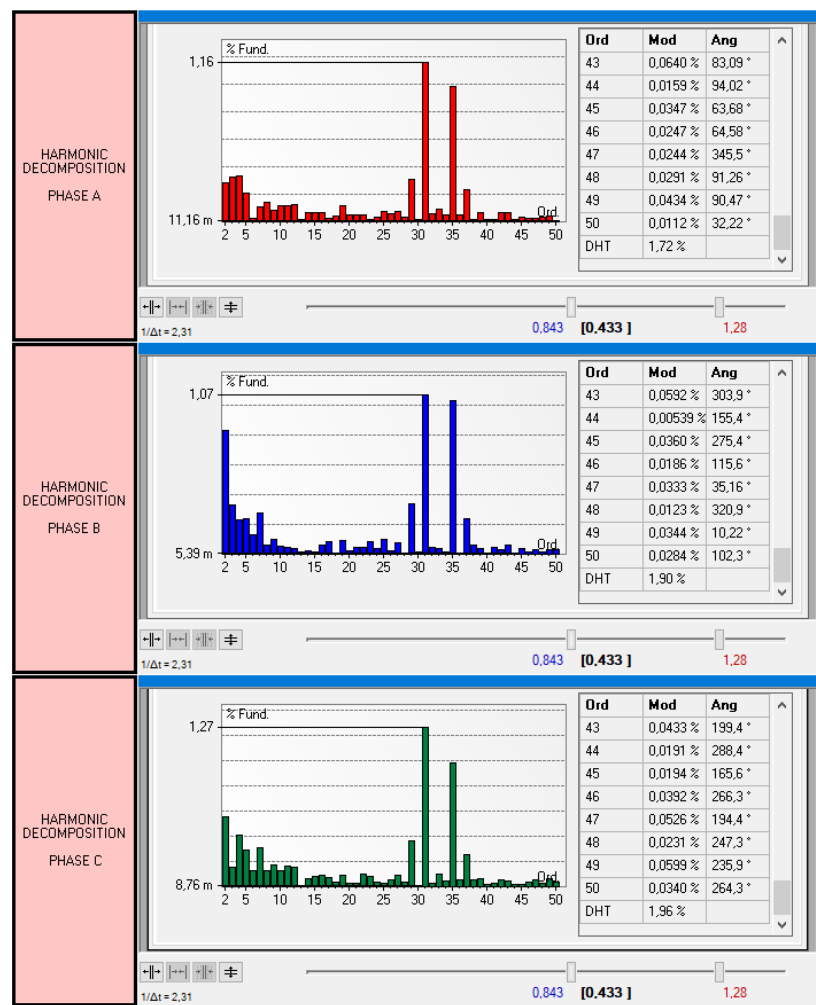 HARMONIC
DECOMPOSITION
PHASE A
% Fund.
1,16
11,16 m
Ord.
2 5 10 15 20 25 30 35 40 45 50
Ord Mod Ang
43 0,0640 % 83,09 °
44 0,0159 % 94,02 °
45 0,0347 % 63,68 °
46 0,0247 % 64,58 °
47 0,0244 % 345,5 °
48 0,0291 % 91,26 °
49 0,0434 % 90,47 °
50 0,0112 % 32,22 °
DHT 1,72 %
1/Δt = 2,31
0,843 [0,433 ] 1,28
HARMONIC
DECOMPOSITION
PHASE B
% Fund.
1,07
5,39 m
Ord.
2 5 10 15 20 25 30 35 40 45 50
Ord Mod Ang
43 0,0592 % 303,9 °
44 0,00539 % 155,4 °
45 0,0360 % 275,4 °
46 0,0186 % 115,6 °
47 0,0333 % 35,16 °
48 0,0123 % 320,9 °
49 0,0344 % 10,22 °
50 0,0284 % 102,3 °
DHT 1,90 %
1/Δt = 2,31
0,843 [0,433 ] 1,28
HARMONIC
DECOMPOSITION
PHASE C
% Fund.
1,27
8,76 m
Ord.
2 5 10 15 20 25 30 35 40 45 50
Ord Mod Ang
43 0,0433 % 199,4 °
44 0,0191 % 288,4 °
45 0,0194 % 165,6 °
46 0,0392 % 266,3 °
47 0,0526 % 194,4 °
48 0,0231 % 247,3 °
49 0,0599 % 235,9 °
50 0,0340 % 264,3 °
DHT 1,96 %
1/Δt = 2,31
0,843 [0,433 ] 1,28